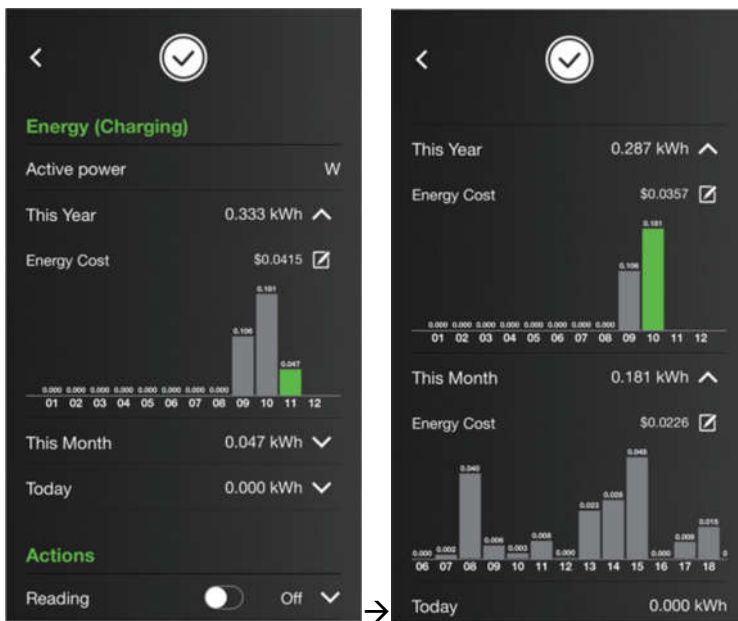 Energy (Charging)
Active power W
This Year 0.333 kWh
Energy Cost $0.0415
0.106 0.181 0.047
0.000 0.000 0.000 0.000 0.000 0.000 0.000 0.000
01 02 03 04 05 06 07 08 09 10 11 12
This Month 0.047 kWh
Today 0.000 kWh
Actions
Reading Off
→
This Year 0.287 kWh
Energy Cost $0.0357
0.181
0.106
0.000 0.000 0.000 0.000 0.000 0.000 0.000 0.000
01 02 03 04 05 06 07 08 09 10 11 12
This Month 0.181 kWh
Energy Cost $0.0226
0.040 0.023 0.028 0.048 0.015
0.000 0.002 0.006 0.003 0.008 0.000 0.000 0.009 0
06 07 08 09 10 11 12 13 14 15 16 17 18
Today 0.000 kWh